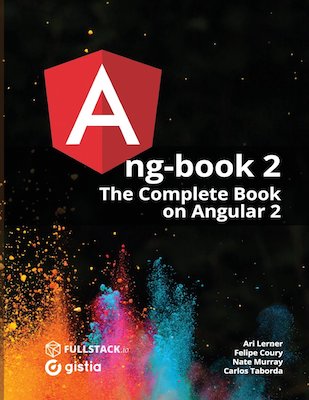 A
ng-book 2
The Complete Book
on Angular 2
Ari Lerner
Felipe Coury
Nate Murray
Carlos Taborda
FULLSTACK.io
gistia